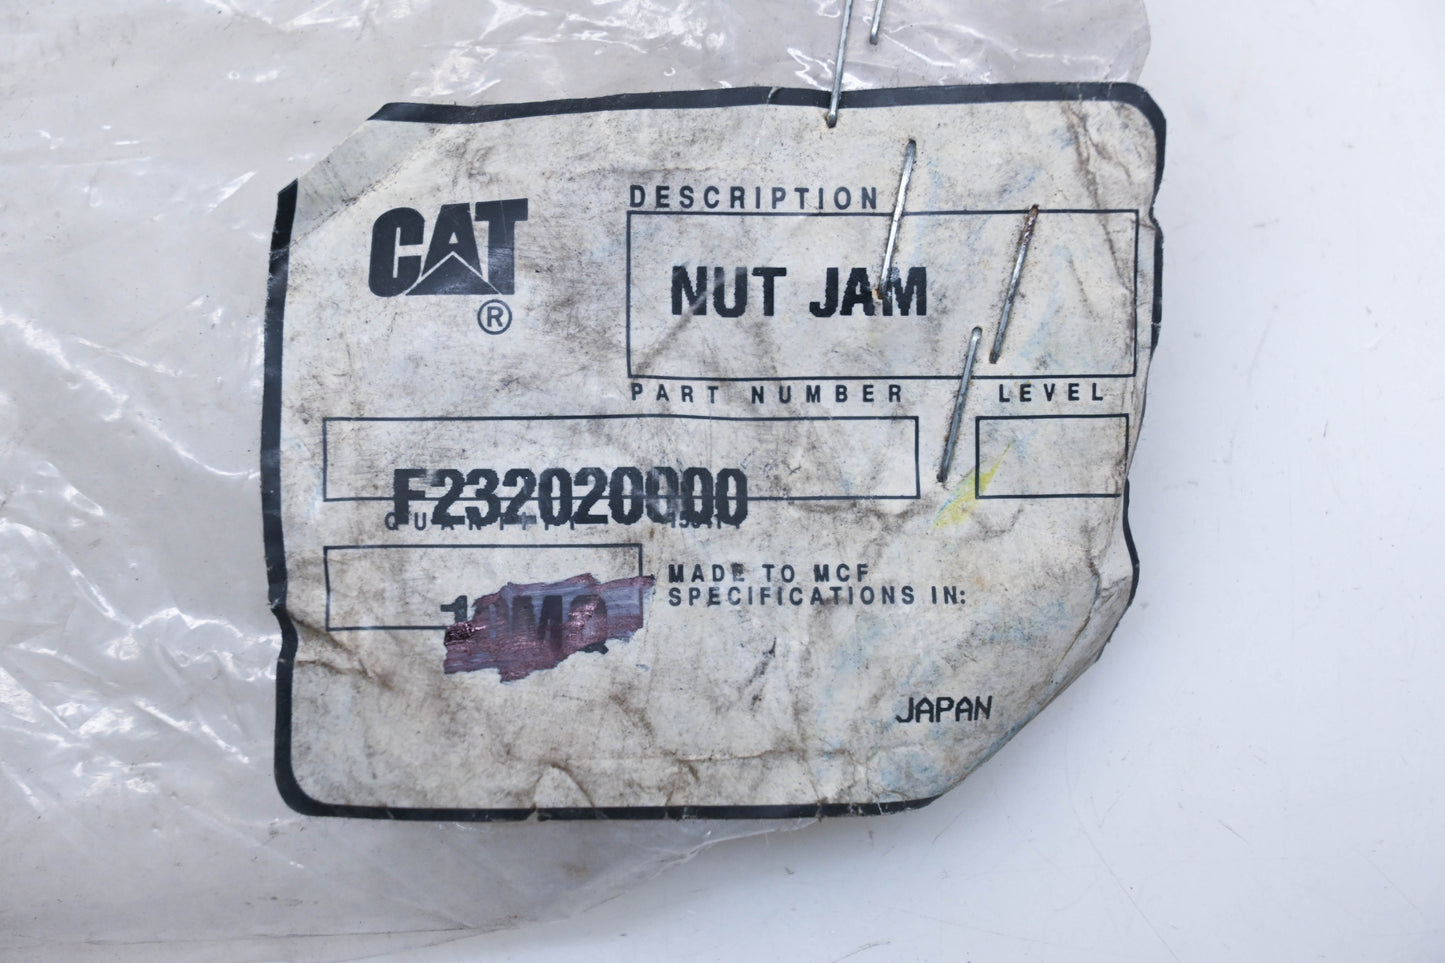 CAT
®
DESCRIPTION
NUT JAM
PART NUMBER LEVEL
F232020000
MADE TO MCF
SPECIFICATIONS IN:
JAPAN